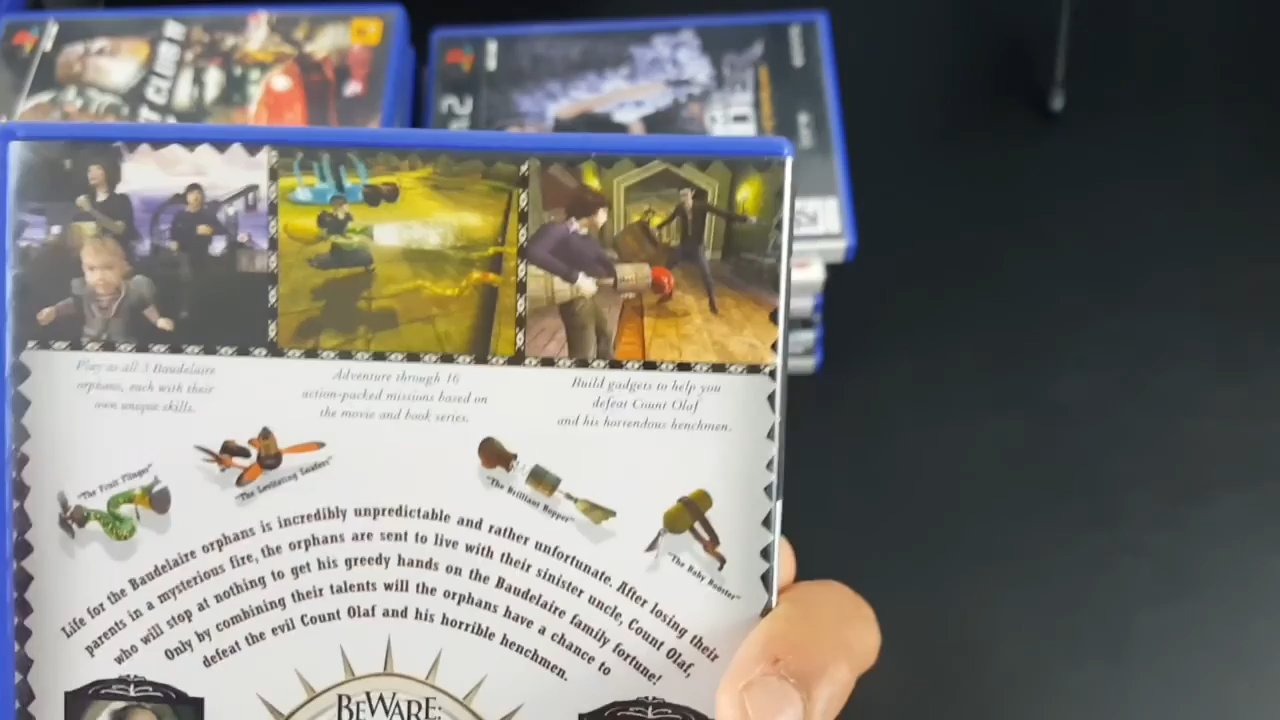 Play as all 3 Baudelaire
orphans, each with their
own unique skills.
Adventure through 16
action-packed missions based on
the movie and book series.
Build gadgets to help you
defeat Count Olaf
and his horrendous henchmen.
"The Fruit Flinger"
"The Levitating Loafers"
"The Brilliant Bopper"
"The Baby Booster"
Life for the Baudelaire orphans is incredibly unpredictable and rather unfortunate. After losing their
parents in a mysterious fire, the orphans are sent to live with their sinister uncle, Count Olaf,
who will stop at nothing to get his greedy hands on the Baudelaire family fortune!
Only by combining their talents will the orphans have a chance to
defeat the evil Count Olaf and his horrible henchmen.
BEWARE: